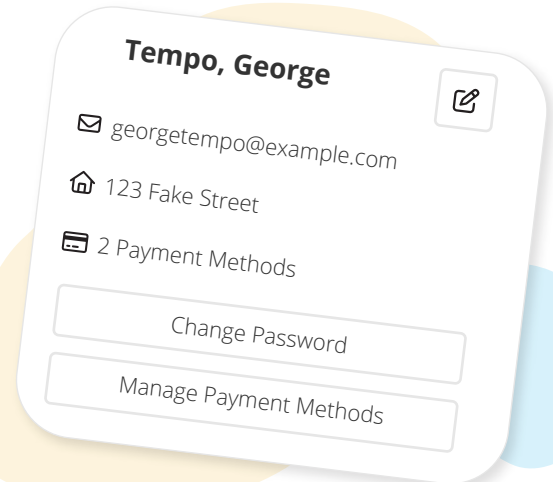 Tempo, George
georgetempo@example.com
123 Fake Street
2 Payment Methods
Change Password
Manage Payment Methods